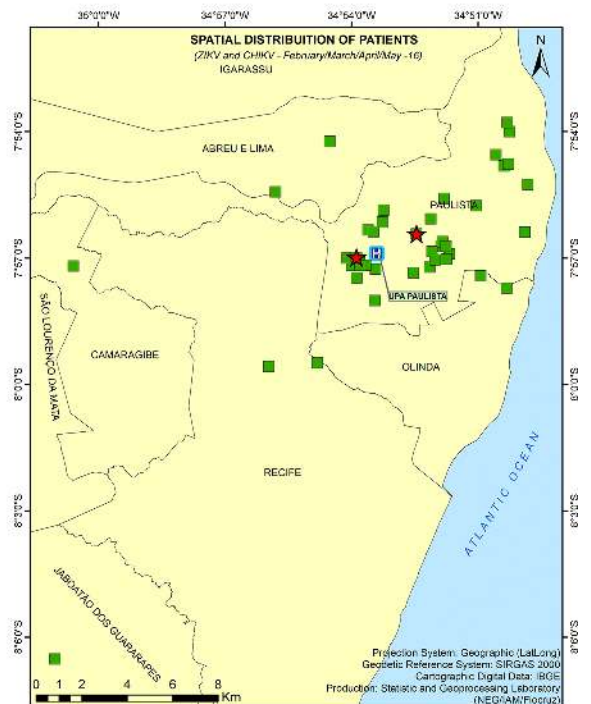 35°0'0"W 34°57'0"W 34°54'0"W 34°51'0"W
SPATIAL DISTRIBUITION OF PATIENTS
(ZIKV and CHIKV - February/March/April/May -16)
N
IGARASSU
7°54'0"S
7°54'0"S
ABREU E LIMA
PAULISTA
7°57'0"S
7°57'0"S
H
UPA PAULISTA
SÃO LOURENÇO DA MATA
CAMARAGIBE
OLINDA
8°0'0"S
8°0'0"S
RECIFE
ATLANTIC OCEAN
8°3'0"S
8°3'0"S
JABOATÃO DOS GUARARAPES
8°60'0"S
8°60'0"S
Projection System: Geographic (LatLong)
Geodetic Reference System: SIRGAS 2000
Cartographic Digital Data: IBGE
Production: Statistic and Geoprocessing Laboratory
(NEG/IAM/Fiocruz)
0 1 2 4 6 8
Km